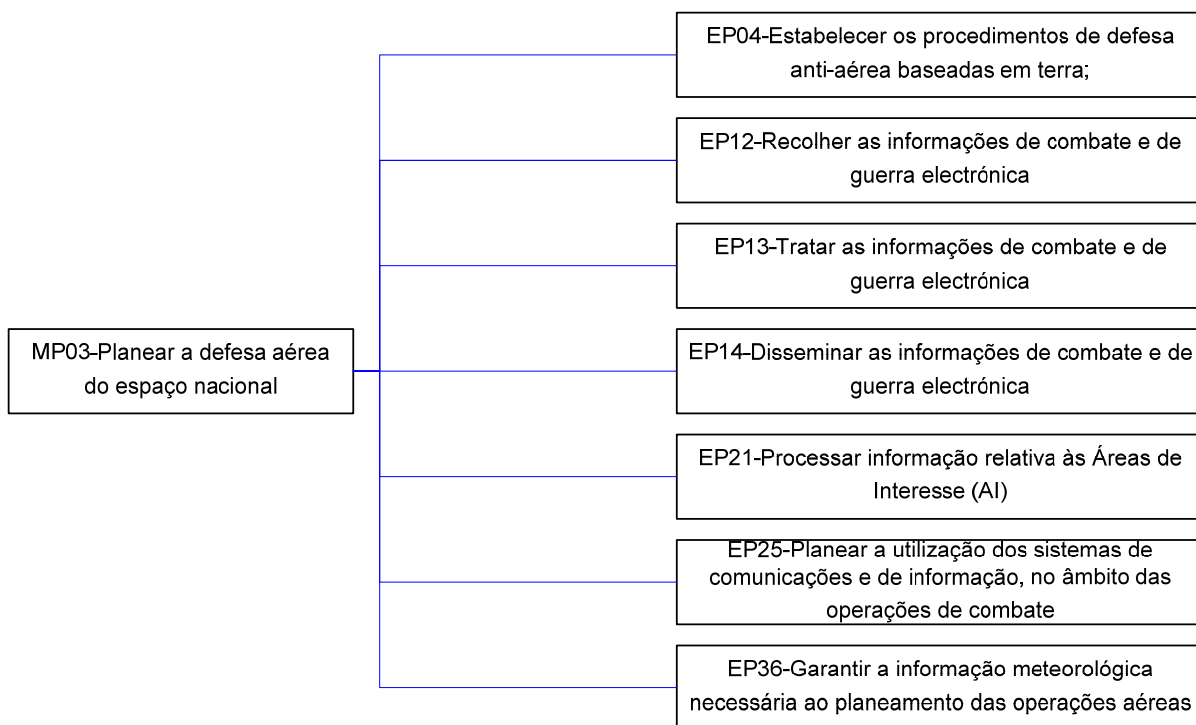 EP04-Estabelecer os procedimentos de defesa
anti-aérea baseadas em terra;
EP12-Recolher as informações de combate e de
guerra electrónica
EP13-Tratar as informações de combate e de
guerra electrónica
MP03-Planear a defesa aérea
do espaço nacional
EP14-Disseminar as informações de combate e de
guerra electrónica
EP21-Processar informação relativa às Áreas de
Interesse (AI)
EP25-Planear a utilização dos sistemas de
comunicações e de informação, no âmbito das
operações de combate
EP36-Garantir a informação meteorológica
necessária ao planeamento das operações aéreas